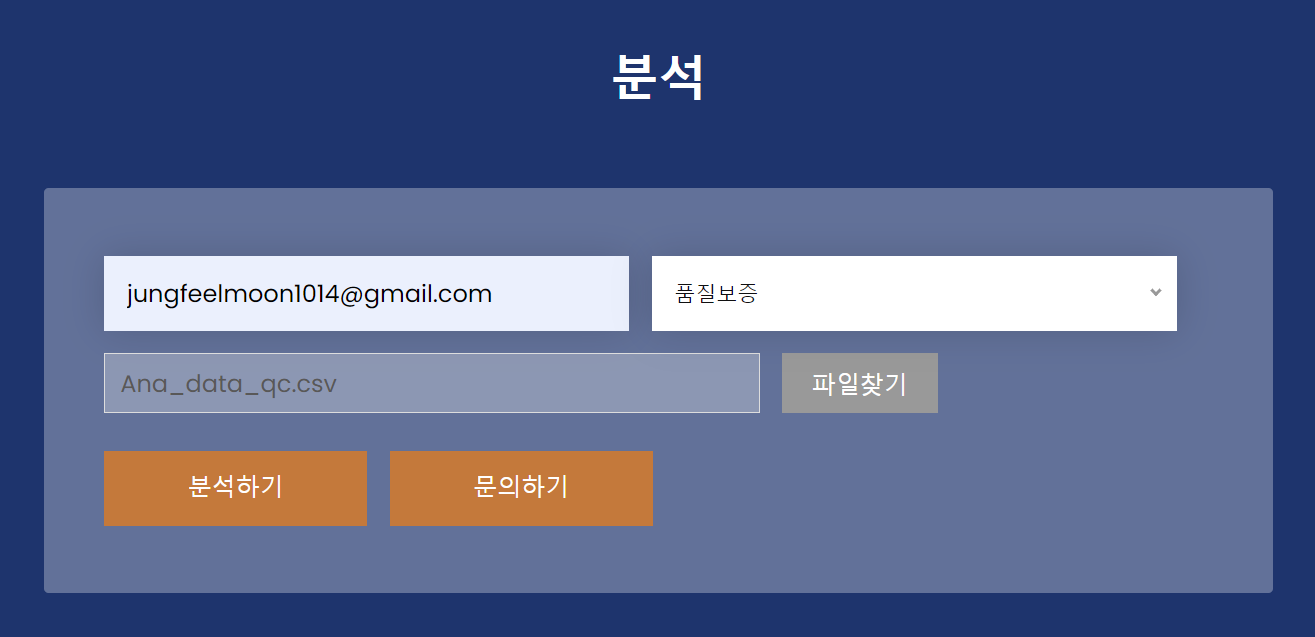 분석
jungfeelmoon1014@gmail.com
품질보증
Ana_data_qc.csv
파일찾기
분석하기
문의하기